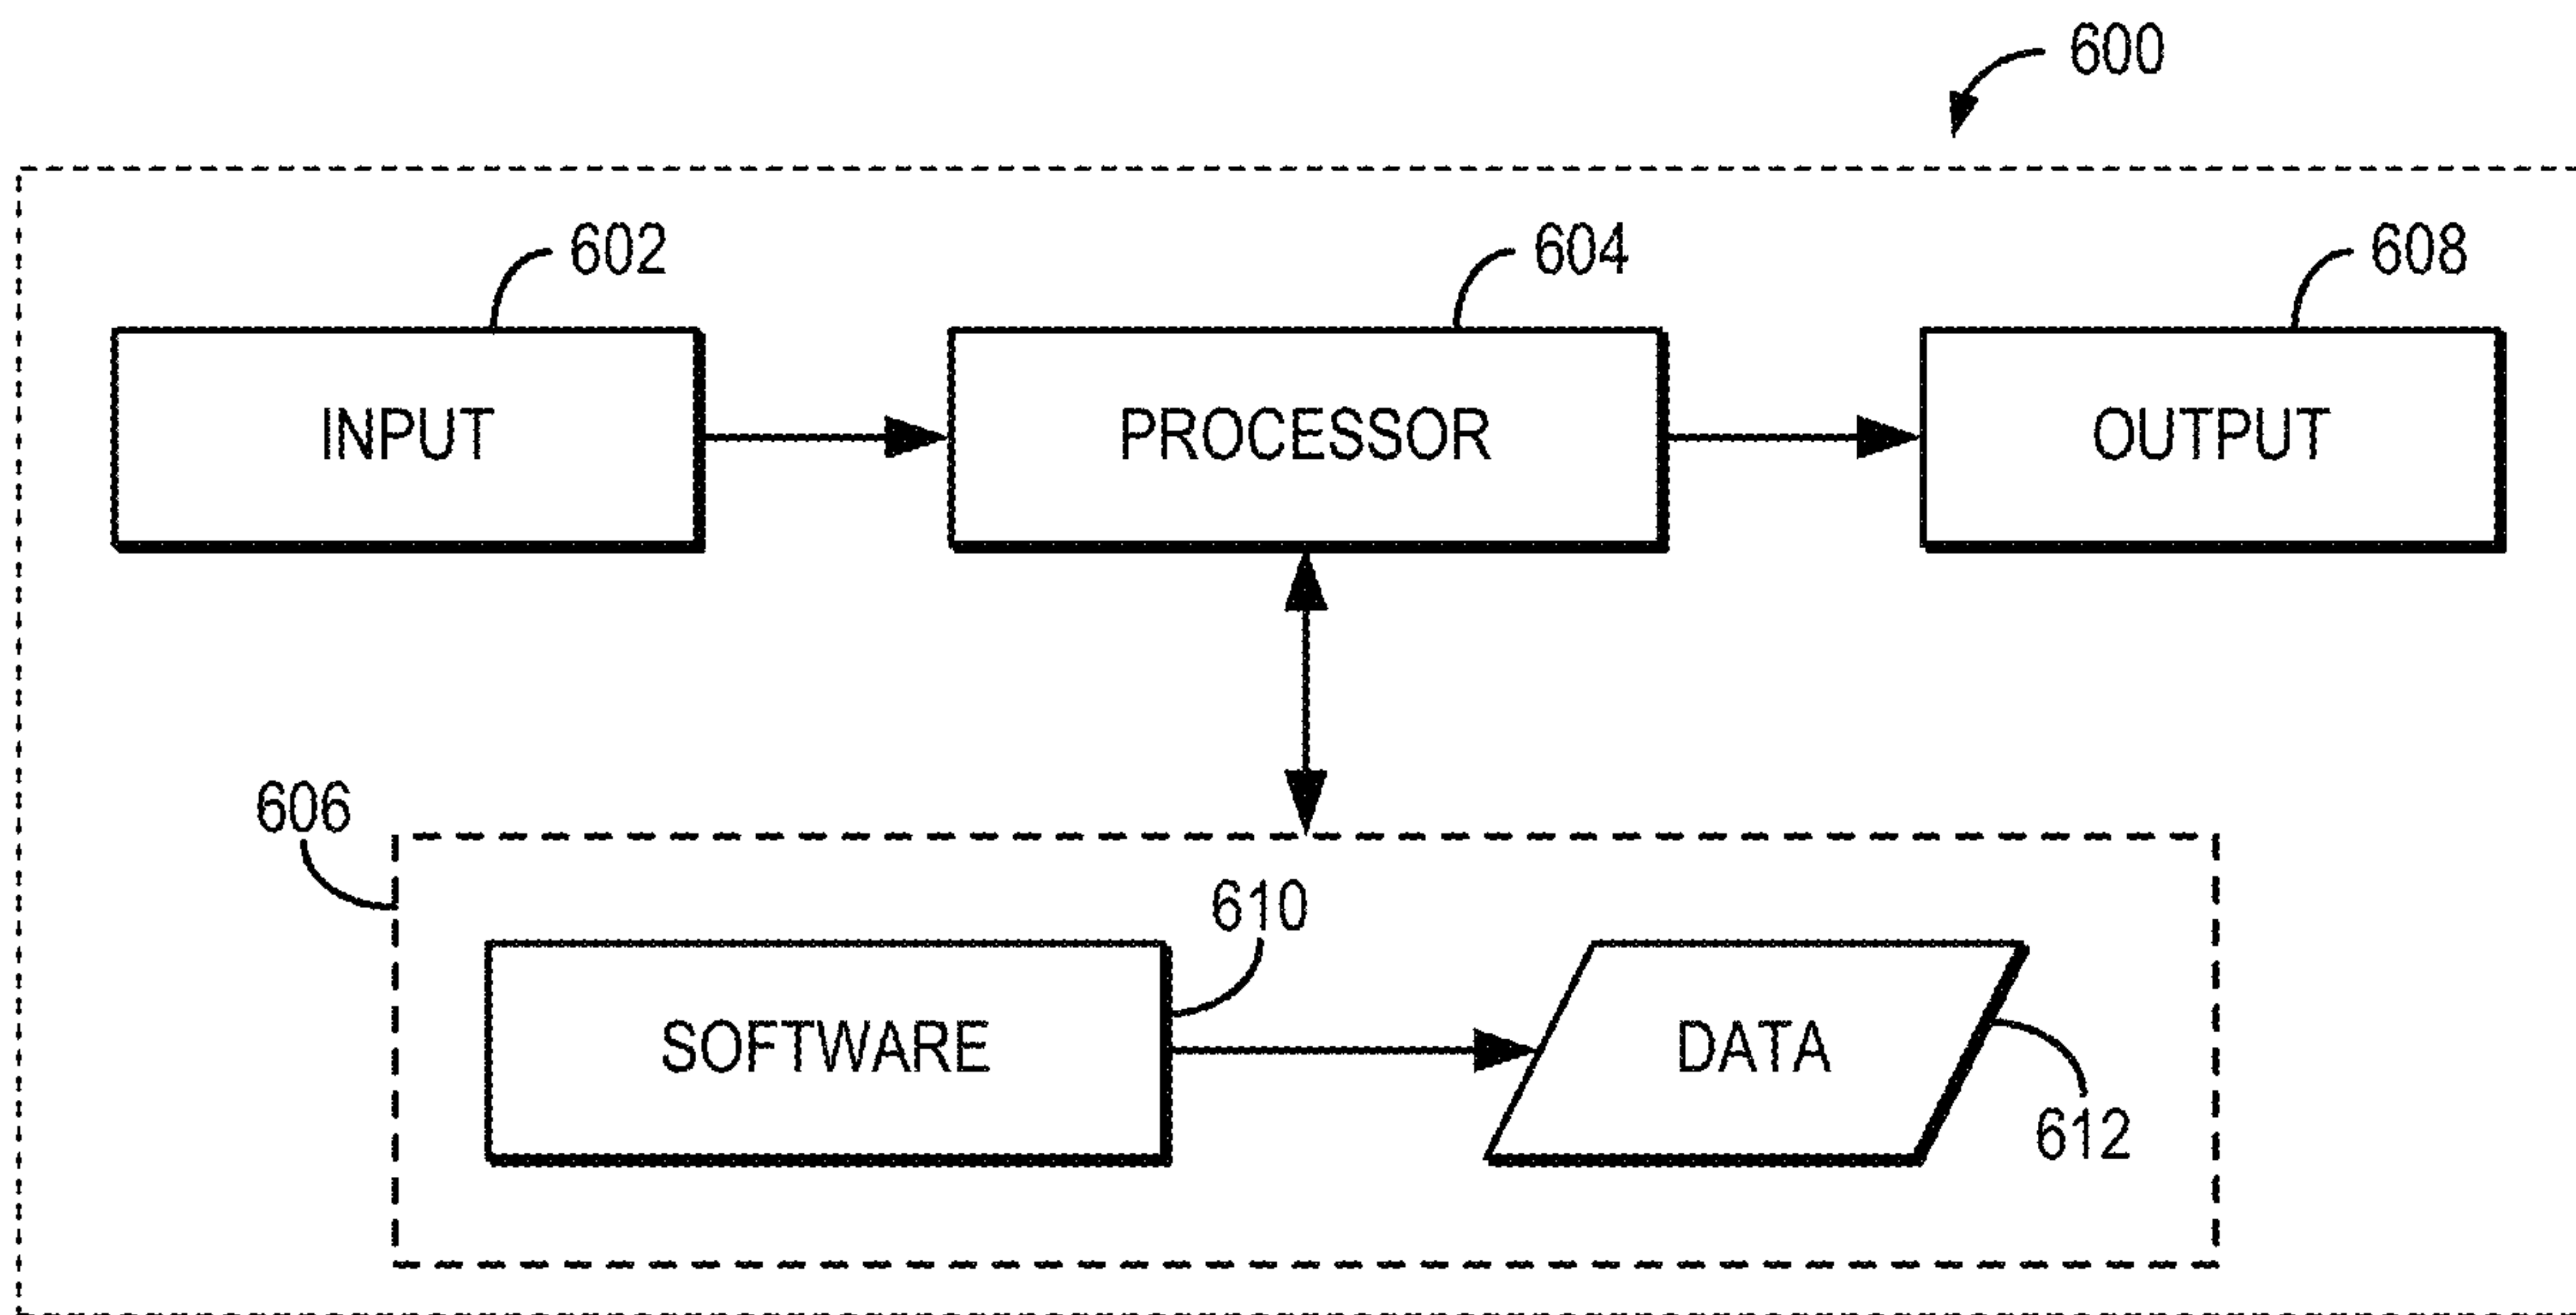 600
602
604
608
INPUT
PROCESSOR
OUTPUT
606
610
SOFTWARE
DATA
612